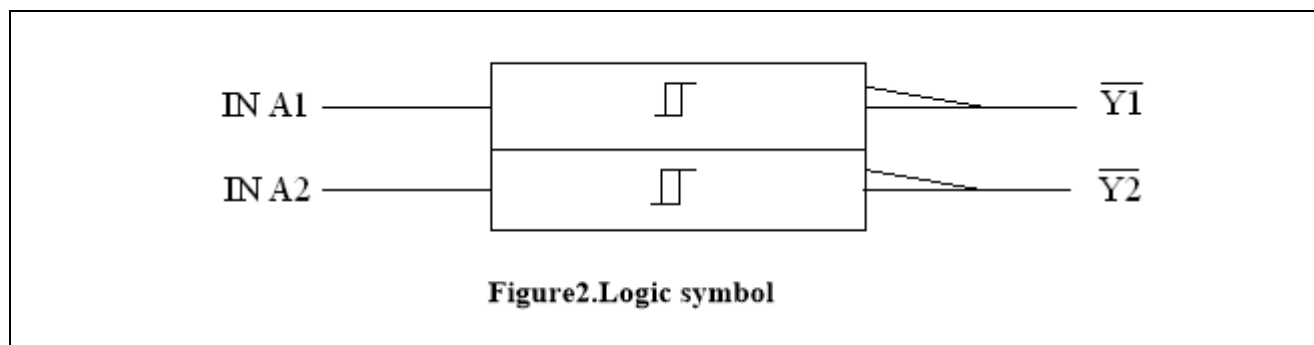 IN A1
Y1
IN A2
Y2
Figure2.Logic symbol